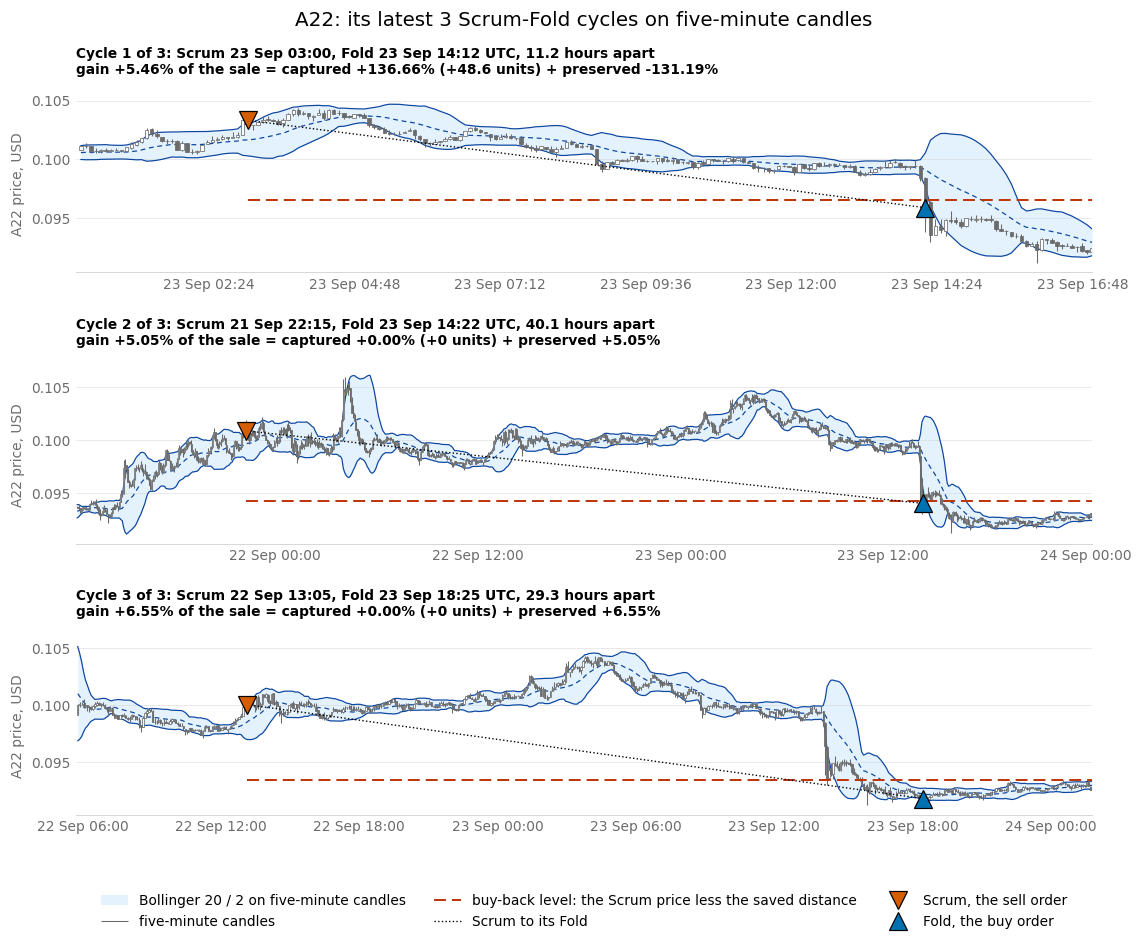 A22: its latest 3 Scrum-Fold cycles on five-minute candles
Cycle 1 of 3: Scrum 23 Sep 03:00, Fold 23 Sep 14:12 UTC, 11.2 hours apart
gain +5.46% of the sale = captured +136.66% (+48.6 units) + preserved -131.19%
0.105
0.100
0.095
A22 price, USD
23 Sep 02:24
23 Sep 04:48
23 Sep 07:12
23 Sep 09:36
23 Sep 12:00
23 Sep 14:24
23 Sep 16:48
Cycle 2 of 3: Scrum 21 Sep 22:15, Fold 23 Sep 14:22 UTC, 40.1 hours apart
gain +5.05% of the sale = captured +0.00% (+0 units) + preserved +5.05%
0.105
0.100
0.095
A22 price, USD
22 Sep 00:00
22 Sep 12:00
23 Sep 00:00
23 Sep 12:00
24 Sep 00:00
Cycle 3 of 3: Scrum 22 Sep 13:05, Fold 23 Sep 18:25 UTC, 29.3 hours apart
gain +6.55% of the sale = captured +0.00% (+0 units) + preserved +6.55%
0.105
0.100
0.095
A22 price, USD
22 Sep 06:00
22 Sep 12:00
22 Sep 18:00
23 Sep 00:00
23 Sep 06:00
23 Sep 12:00
23 Sep 18:00
24 Sep 00:00
Bollinger 20 / 2 on five-minute candles
five-minute candles
buy-back level: the Scrum price less the saved distance
Scrum to its Fold
Scrum, the sell order
Fold, the buy order